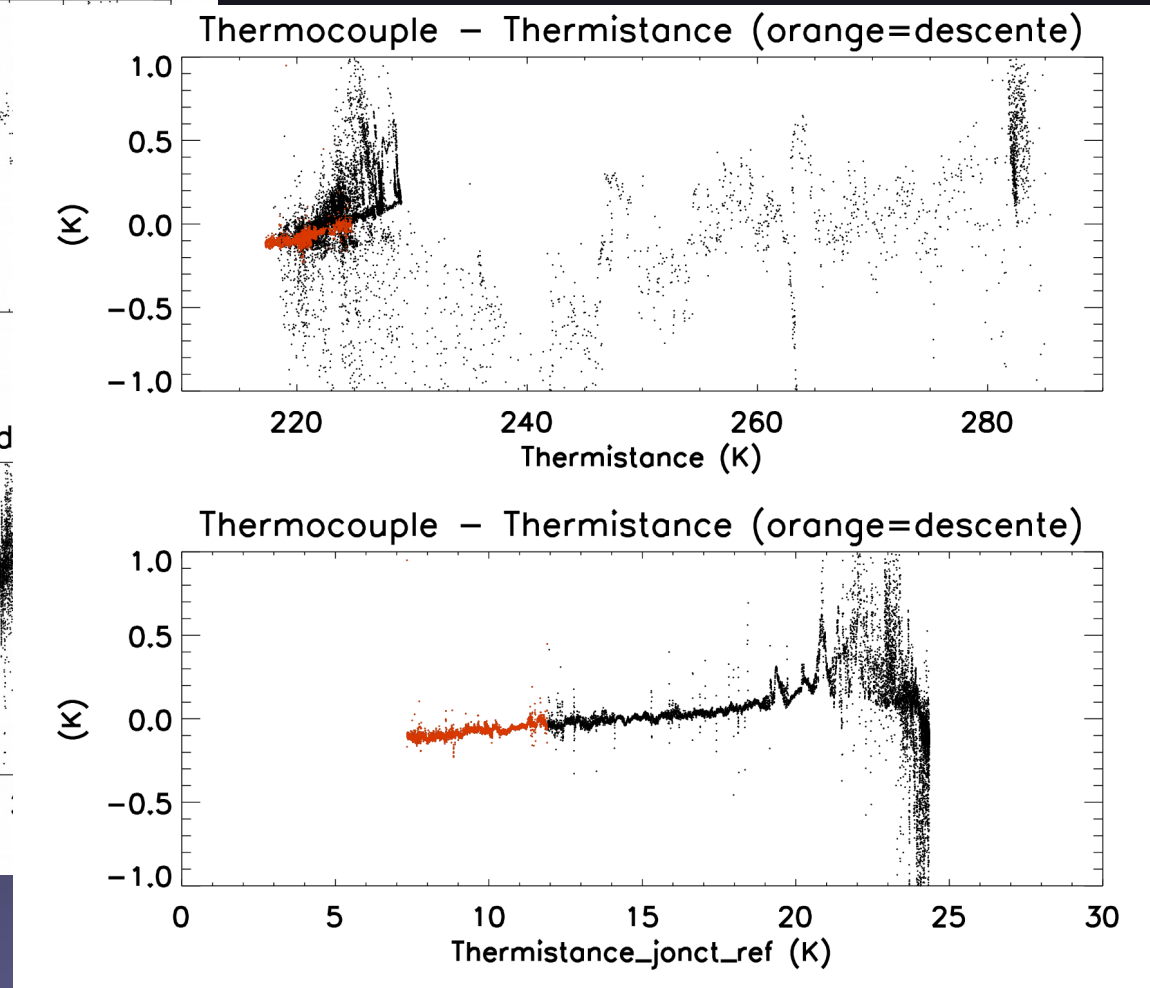 Thermocouple − Thermistance (orange=descente)
1.0
0.5
0.0
−0.5
−1.0
(K)
220 240 260 280
Thermistance (K)
d
Thermocouple − Thermistance (orange=descente)
1.0
0.5
0.0
−0.5
−1.0
(K)
0 5 10 15 20 25 30
Thermistance_jonct_ref (K)